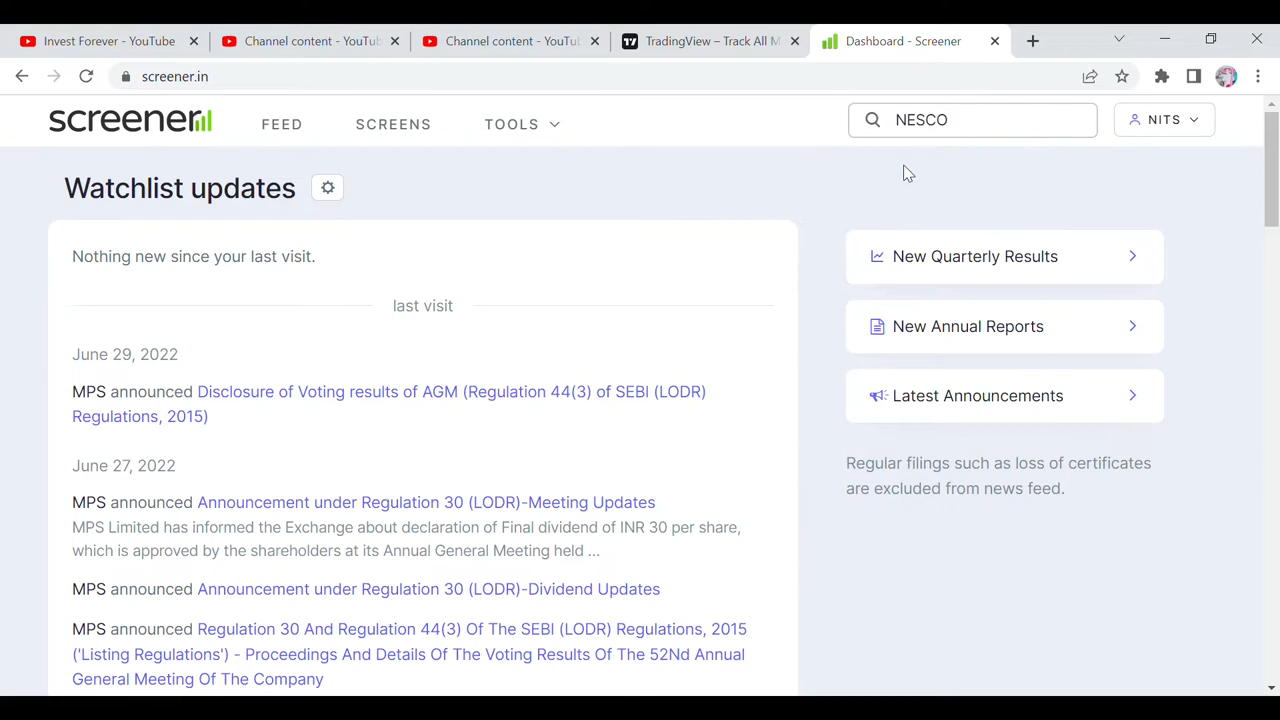 Invest Forever - YouTube
Channel content - YouTub
Channel content - YouTub
TradingView – Track All M
Dashboard - Screener
screener.in
screener
FEED
SCREENS
TOOLS
NESCO
NITS
Watchlist updates
Nothing new since your last visit.
last visit
June 29, 2022
MPS announced Disclosure of Voting results of AGM (Regulation 44(3) of SEBI (LODR)
Regulations, 2015)
June 27, 2022
MPS announced Announcement under Regulation 30 (LODR)-Meeting Updates
MPS Limited has informed the Exchange about declaration of Final dividend of INR 30 per share,
which is approved by the shareholders at its Annual General Meeting held ...
MPS announced Announcement under Regulation 30 (LODR)-Dividend Updates
MPS announced Regulation 30 And Regulation 44(3) Of The SEBI (LODR) Regulations, 2015
('Listing Regulations') - Proceedings And Details Of The Voting Results Of The 52Nd Annual
General Meeting Of The Company
New Quarterly Results
New Annual Reports
Latest Announcements
Regular filings such as loss of certificates
are excluded from news feed.